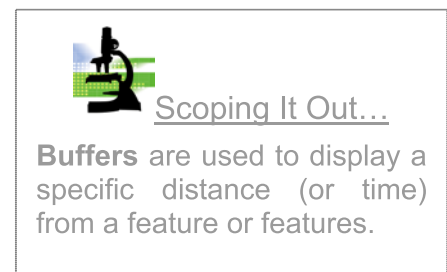 Scoping It Out…
Buffers are used to display a
specific distance (or time)
from a feature or features.